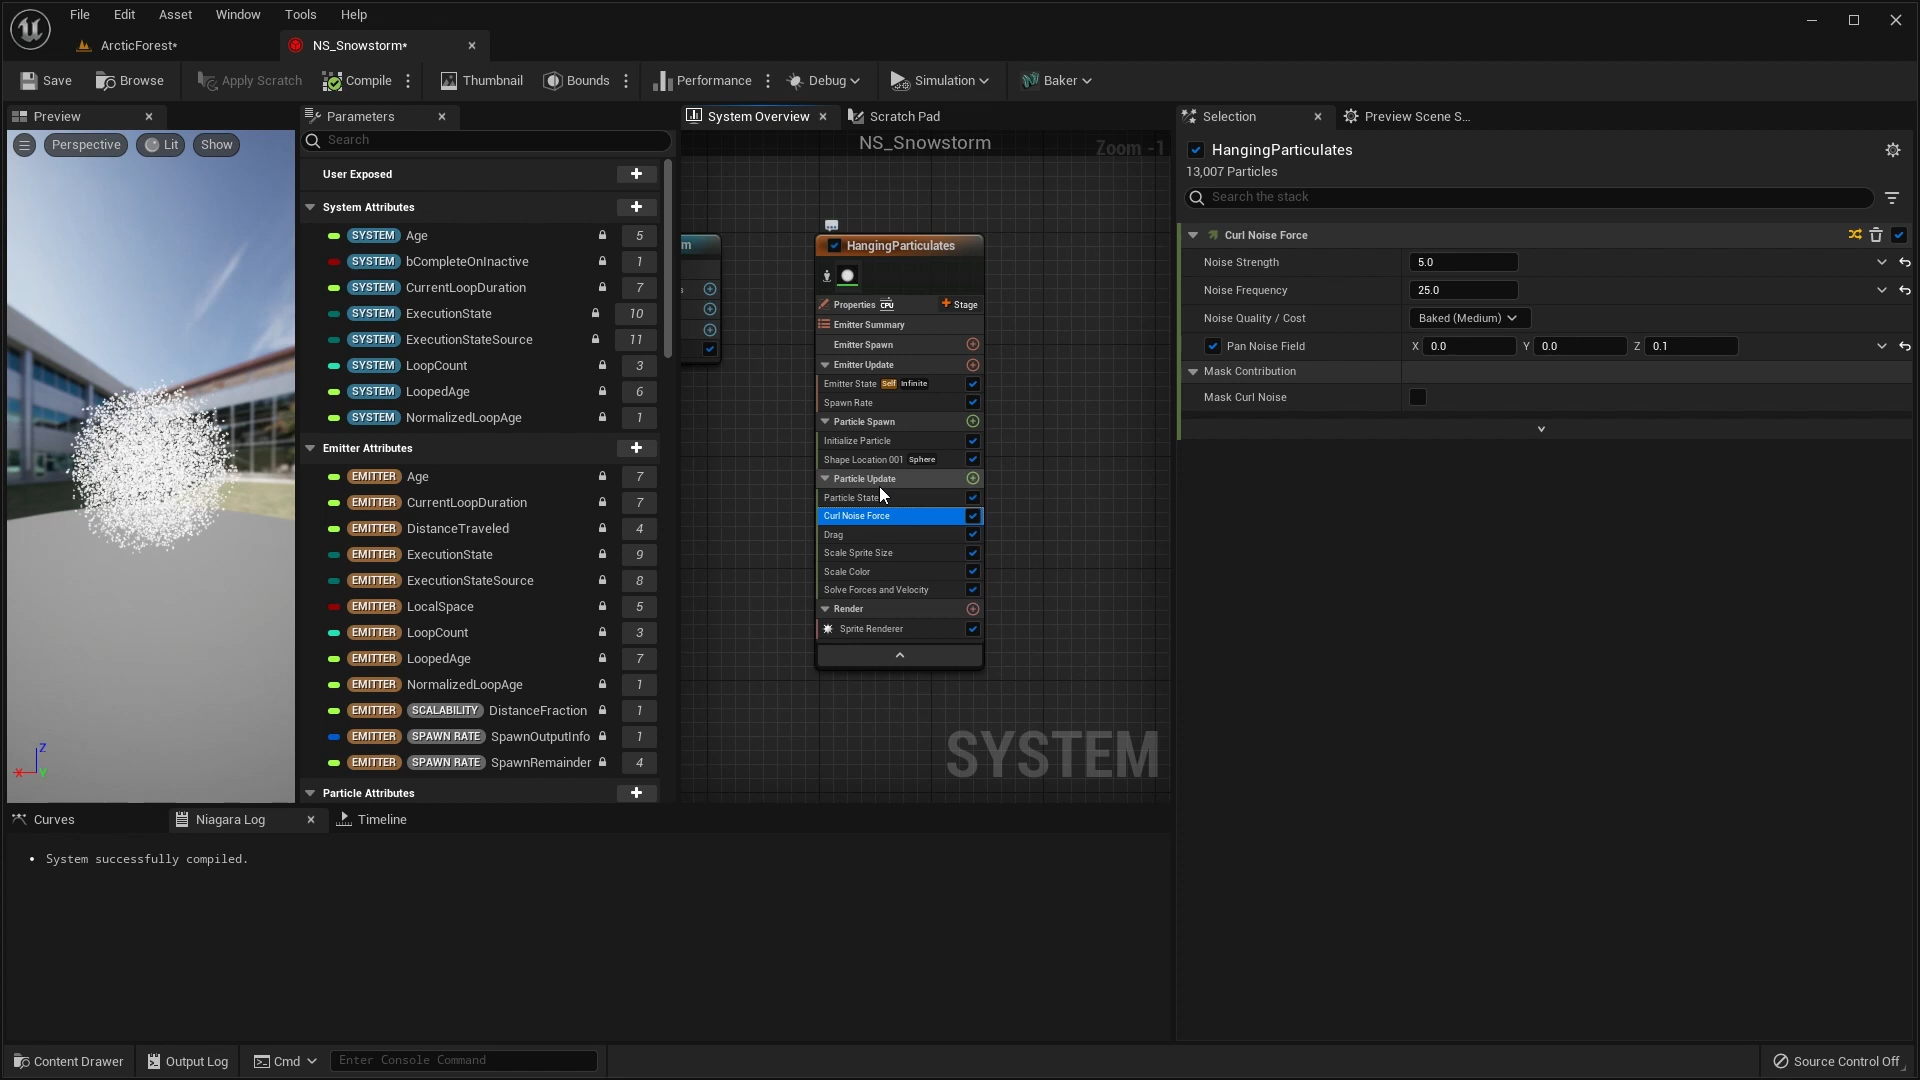 File Edit Asset Window Tools Help
ArcticForest* NS_Snowstorm*
Save Browse Apply Scratch Compile Thumbnail Bounds Performance Debug Simulation Baker
Preview
Perspective Lit Show
Z
X Y
Parameters
Search
User Exposed
System Attributes
SYSTEM Age 5
SYSTEM bCompleteOnInactive 1
SYSTEM CurrentLoopDuration 7
SYSTEM ExecutionState 10
SYSTEM ExecutionStateSource 11
SYSTEM LoopCount 3
SYSTEM LoopedAge 6
SYSTEM NormalizedLoopAge 1
Emitter Attributes
EMITTER Age 7
EMITTER CurrentLoopDuration 7
EMITTER DistanceTraveled 4
EMITTER ExecutionState 9
EMITTER ExecutionStateSource 8
EMITTER LocalSpace 5
EMITTER LoopCount 3
EMITTER LoopedAge 7
EMITTER NormalizedLoopAge 1
EMITTER SCALABILITY DistanceFraction 1
EMITTER SPAWN RATE SpawnOutputInfo 1
EMITTER SPAWN RATE SpawnRemainder 4
Particle Attributes
System Overview Scratch Pad
NS_Snowstorm Zoom -1
m
s
HangingParticulates
Properties CPU Stage
Emitter Summary
Emitter Spawn
Emitter Update
Emitter State Self Infinite
Spawn Rate
Particle Spawn
Initialize Particle
Shape Location 001 Sphere
Particle Update
Particle State
Curl Noise Force
Drag
Scale Sprite Size
Scale Color
Solve Forces and Velocity
Render
Sprite Renderer
SYSTEM
Selection Preview Scene S...
HangingParticulates
13,007 Particles
Search the stack
Curl Noise Force
Noise Strength 5.0
Noise Frequency 25.0
Noise Quality / Cost Baked (Medium)
Pan Noise Field X 0.0 Y 0.0 Z 0.1
Mask Contribution
Mask Curl Noise
Curves Niagara Log Timeline
• System successfully compiled.
Content Drawer Output Log Cmd Enter Console Command Source Control Off